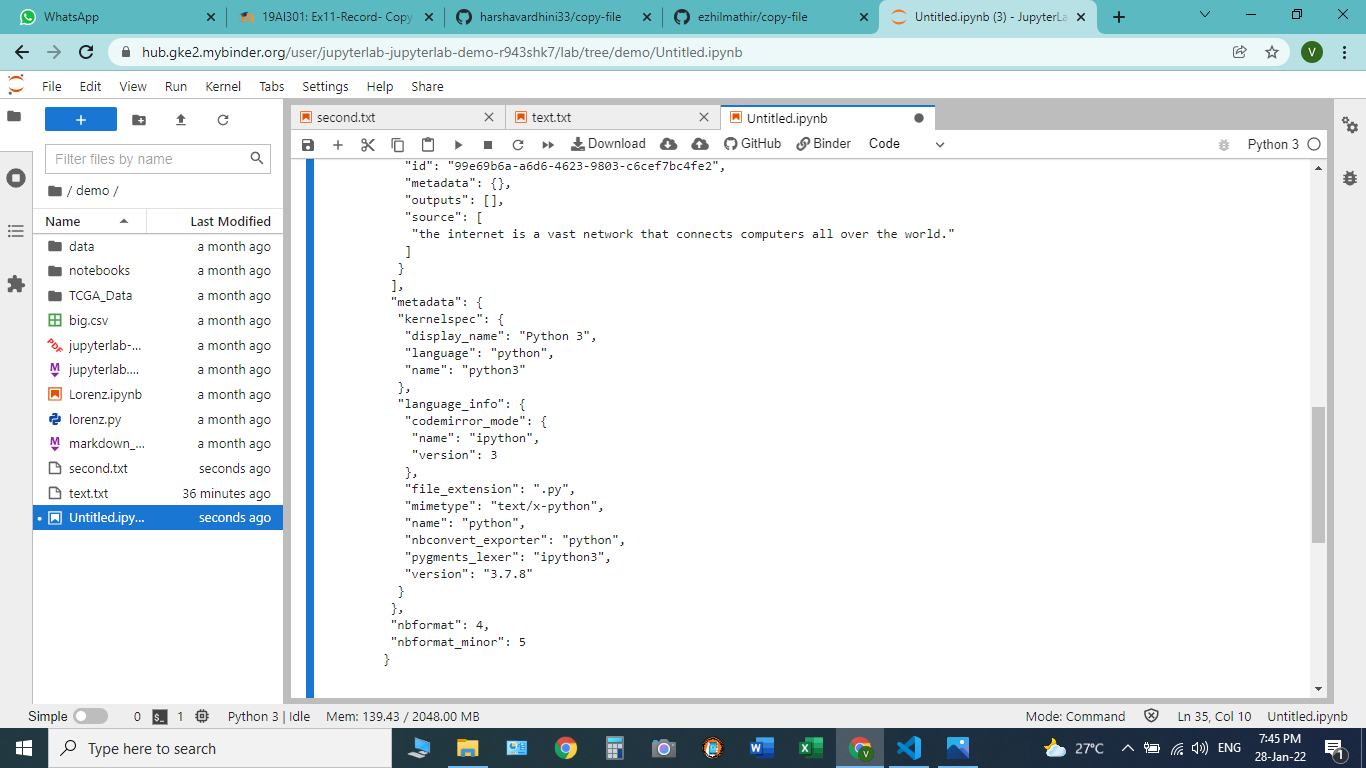 WhatsApp
19AI301: Ex11-Record- Copy
harshavardhini33/copy-file
ezhilmathir/copy-file
Untitled.ipynb (3) - JupyterLa
hub.gke2.mybinder.org/user/jupyterlab-jupyterlab-demo-r943shk7/lab/tree/demo/Untitled.ipynb
V
File Edit View Run Kernel Tabs Settings Help Share
+
Filter files by name
/ demo /
Name Last Modified
data a month ago
notebooks a month ago
TCGA_Data a month ago
big.csv a month ago
jupyterlab-... a month ago
jupyterlab.... a month ago
Lorenz.ipynb a month ago
lorenz.py a month ago
markdown_... a month ago
second.txt seconds ago
text.txt 36 minutes ago
Untitled.ipy... seconds ago
second.txt
text.txt
Untitled.ipynb
Download GitHub Binder Code Python 3
"id": "99e69b6a-a6d6-4623-9803-c6cef7bc4fe2",
"metadata": {},
"outputs": [],
"source": [
"the internet is a vast network that connects computers all over the world."
]
}
],
"metadata": {
"kernelspec": {
"display_name": "Python 3",
"language": "python",
"name": "python3"
},
"language_info": {
"codemirror_mode": {
"name": "ipython",
"version": 3
},
"file_extension": ".py",
"mimetype": "text/x-python",
"name": "python",
"nbconvert_exporter": "python",
"pygments_lexer": "ipython3",
"version": "3.7.8"
}
},
"nbformat": 4,
"nbformat_minor": 5
}
Simple 0 $_ 1 Python 3 | Idle Mem: 139.43 / 2048.00 MB Mode: Command Ln 35, Col 10 Untitled.ipynb
Type here to search
27°C
ENG
7:45 PM
28-Jan-22
1